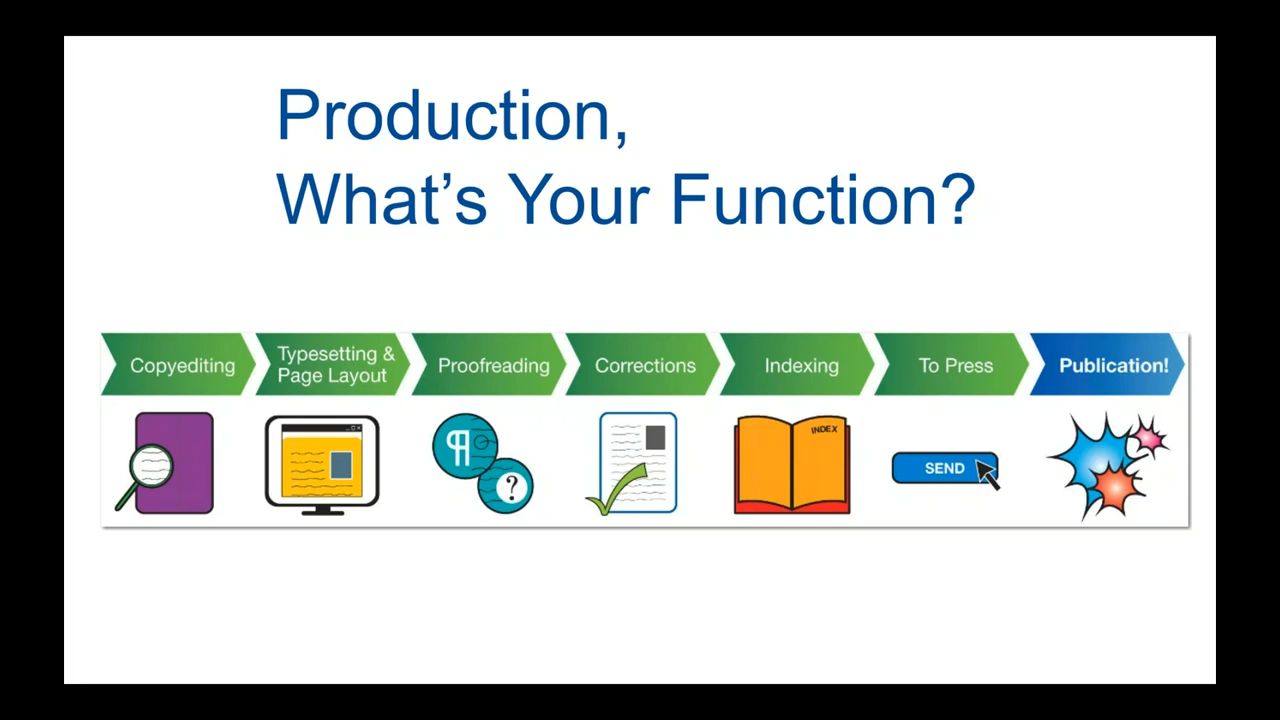 Production,
What’s Your Function?
Copyediting
Typesetting &
Page Layout
Proofreading
Corrections
Indexing
To Press
Publication!
¶
?
INDEX
SEND